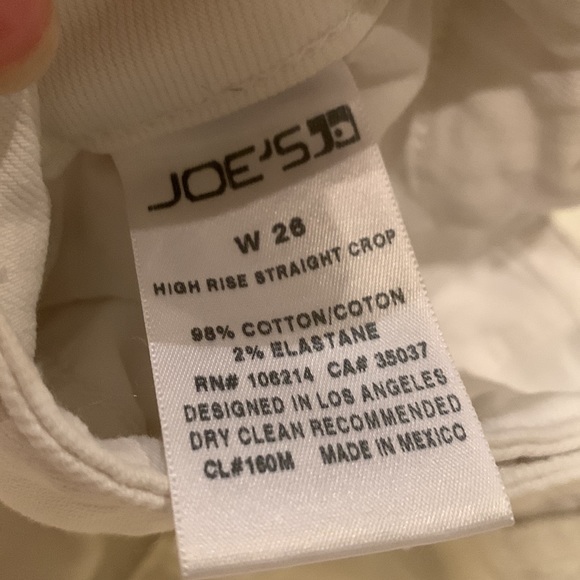 JOE'S
W 26
HIGH RISE STRAIGHT CROP
98% COTTON/COTON
2% ELASTANE
RN# 106214 CA# 35037
DESIGNED IN LOS ANGELES
DRY CLEAN RECOMMENDED
CL#160M MADE IN MEXICO